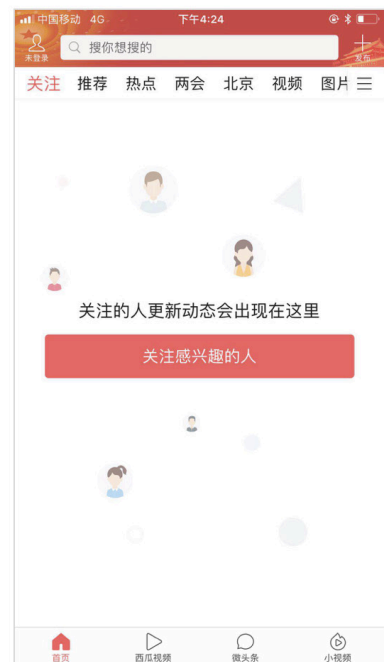 中国移动 4G 下午4:24
未登录 搜你想搜的 发布
关注 推荐 热点 两会 北京 视频 图片
关注的人更新动态会出现在这里
关注感兴趣的人
首页 西瓜视频 微头条 小视频